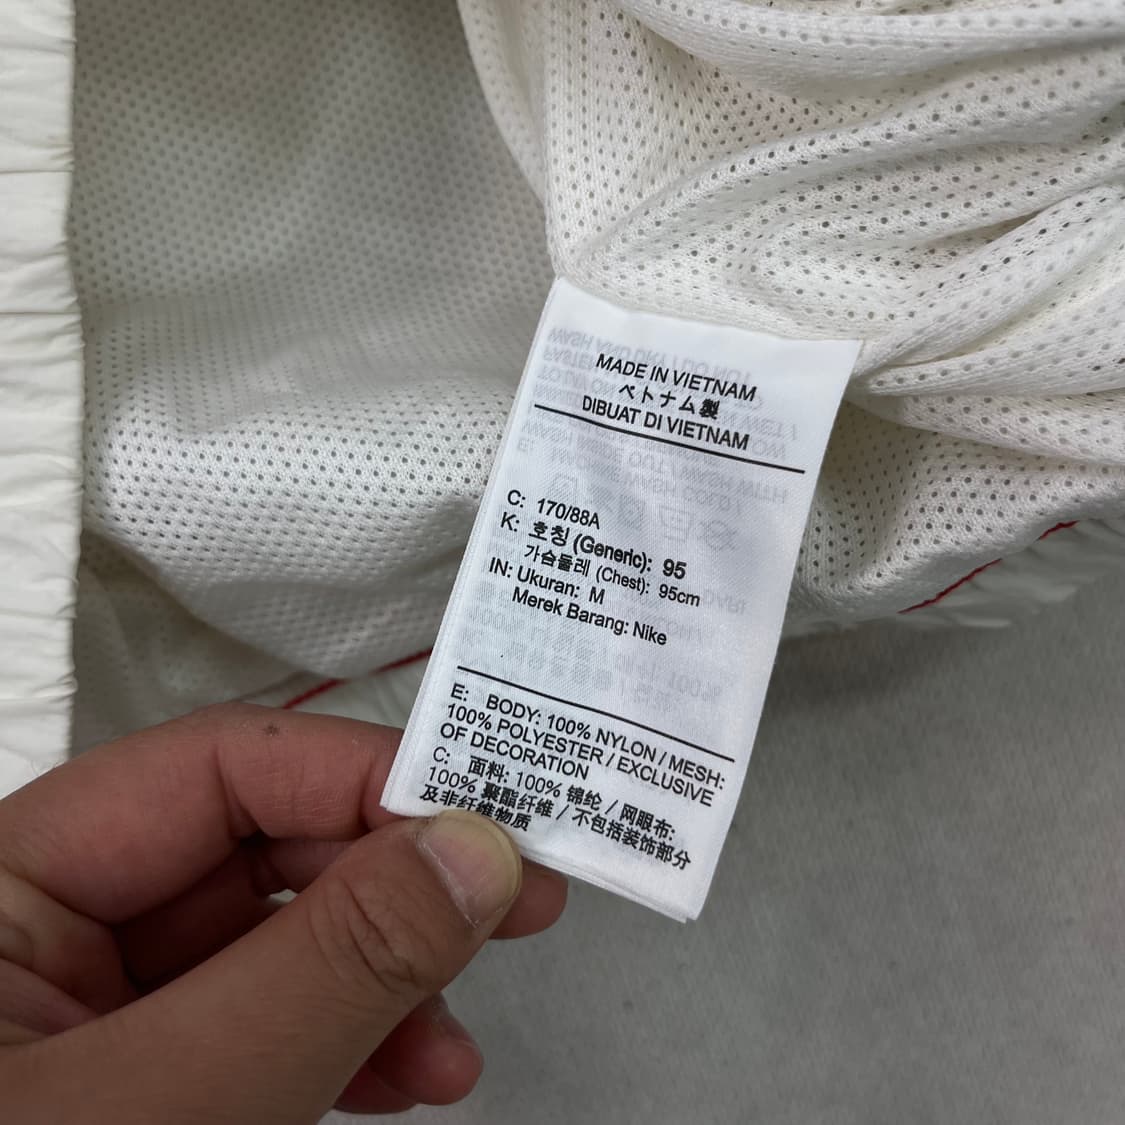 MADE IN VIETNAM
ベトナム製
DIBUAT DI VIETNAM
C: 170/88A
K: 호칭 (Generic): 95
가슴둘레 (Chest): 95cm
IN: Ukuran: M
Merek Barang: Nike
E: BODY: 100% NYLON / MESH:
100% POLYESTER / EXCLUSIVE
OF DECORATION
C: 面料: 100% 锦纶 / 网眼布:
100% 聚酯纤维 / 不包括装饰部分
及非纤维物质